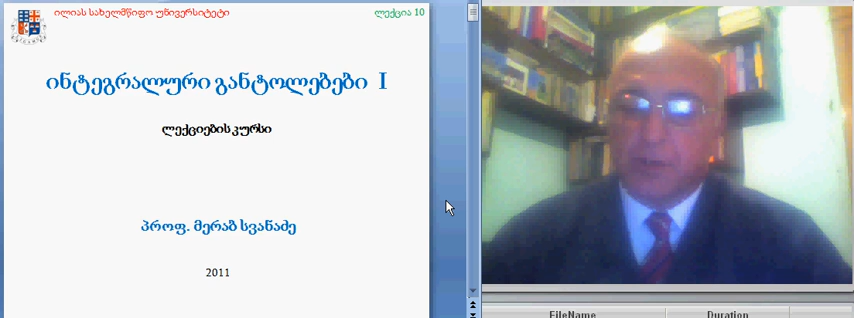 ილიას სახელმწიფო უნივერსიტეტი
ლექცია 10
ინტეგრალური განტოლებები I
ლექციების კურსი
პროფ. მერაბ სვანაძე
2011
FileName
Duration